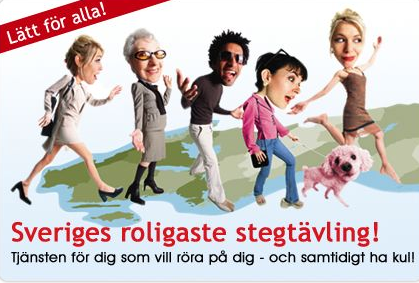 Lätt för alla!
Sveriges roligaste stegtävling!
Tjänsten för dig som vill röra på dig - och samtidigt ha kul!